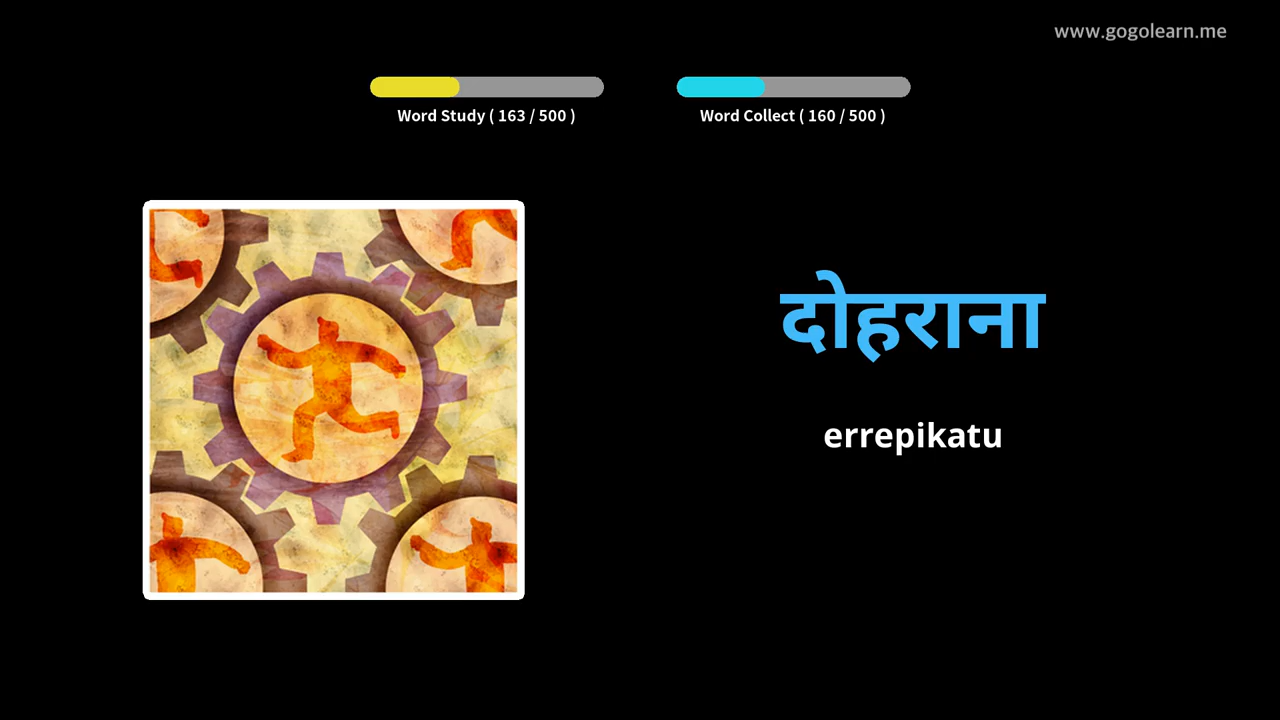 www.gogolearn.me
Word Study ( 163 / 500 )
Word Collect ( 160 / 500 )
दोहराना
errepikatu